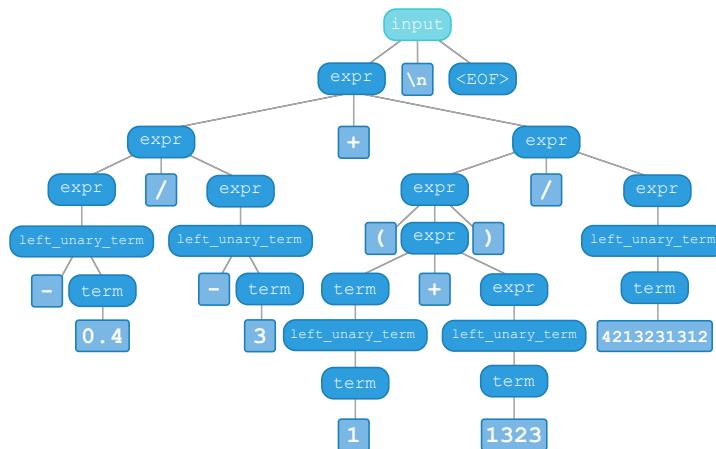 input
expr \n <EOF>
expr + expr
expr / expr expr / expr
left_unary_term left_unary_term ( expr ) left_unary_term
- term - term term + expr term
0.4 3 left_unary_term left_unary_term 4213231312
term term
1 1323